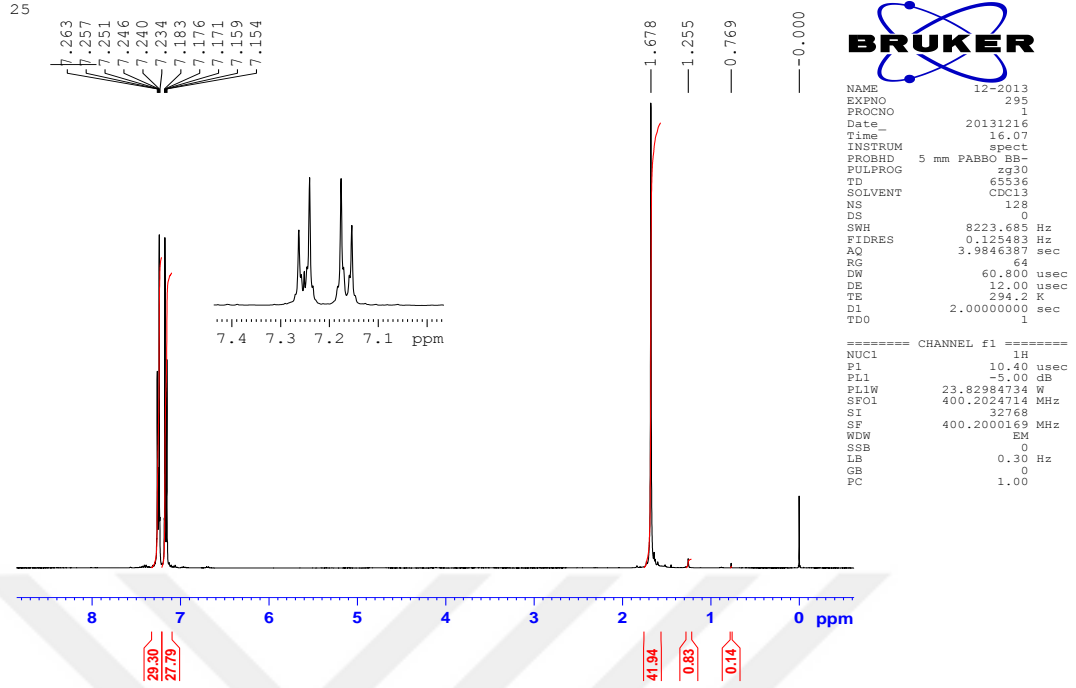 25
7.263
7.257
7.251
7.246
7.240
7.234
7.183
7.176
7.171
7.159
7.154
1.678
1.255
0.769
-0.000
BRUKER
NAME 12-2013
EXPNO 295
PROCNO 1
Date_ 20131216
Time 16.07
INSTRUM spect
PROBHD 5 mm PABBO BB-
PULPROG zg30
TD 65536
SOLVENT CDCl3
NS 128
DS 0
SWH 8223.685 Hz
FIDRES 0.125483 Hz
AQ 3.9846387 sec
RG 64
DW 60.800 usec
DE 12.00 usec
TE 294.2 K
D1 2.00000000 sec
TD0 1
======== CHANNEL f1 ========
NUC1 1H
P1 10.40 usec
PL1 -5.00 dB
PL1W 23.82984734 W
SFO1 400.2024714 MHz
SI 32768
SF 400.2000169 MHz
WDW EM
SSB 0
LB 0.30 Hz
GB 0
PC 1.00
7.4 7.3 7.2 7.1 ppm
8 7 6 5 4 3 2 1 0 ppm
29.30
27.79
41.94
0.83
0.14